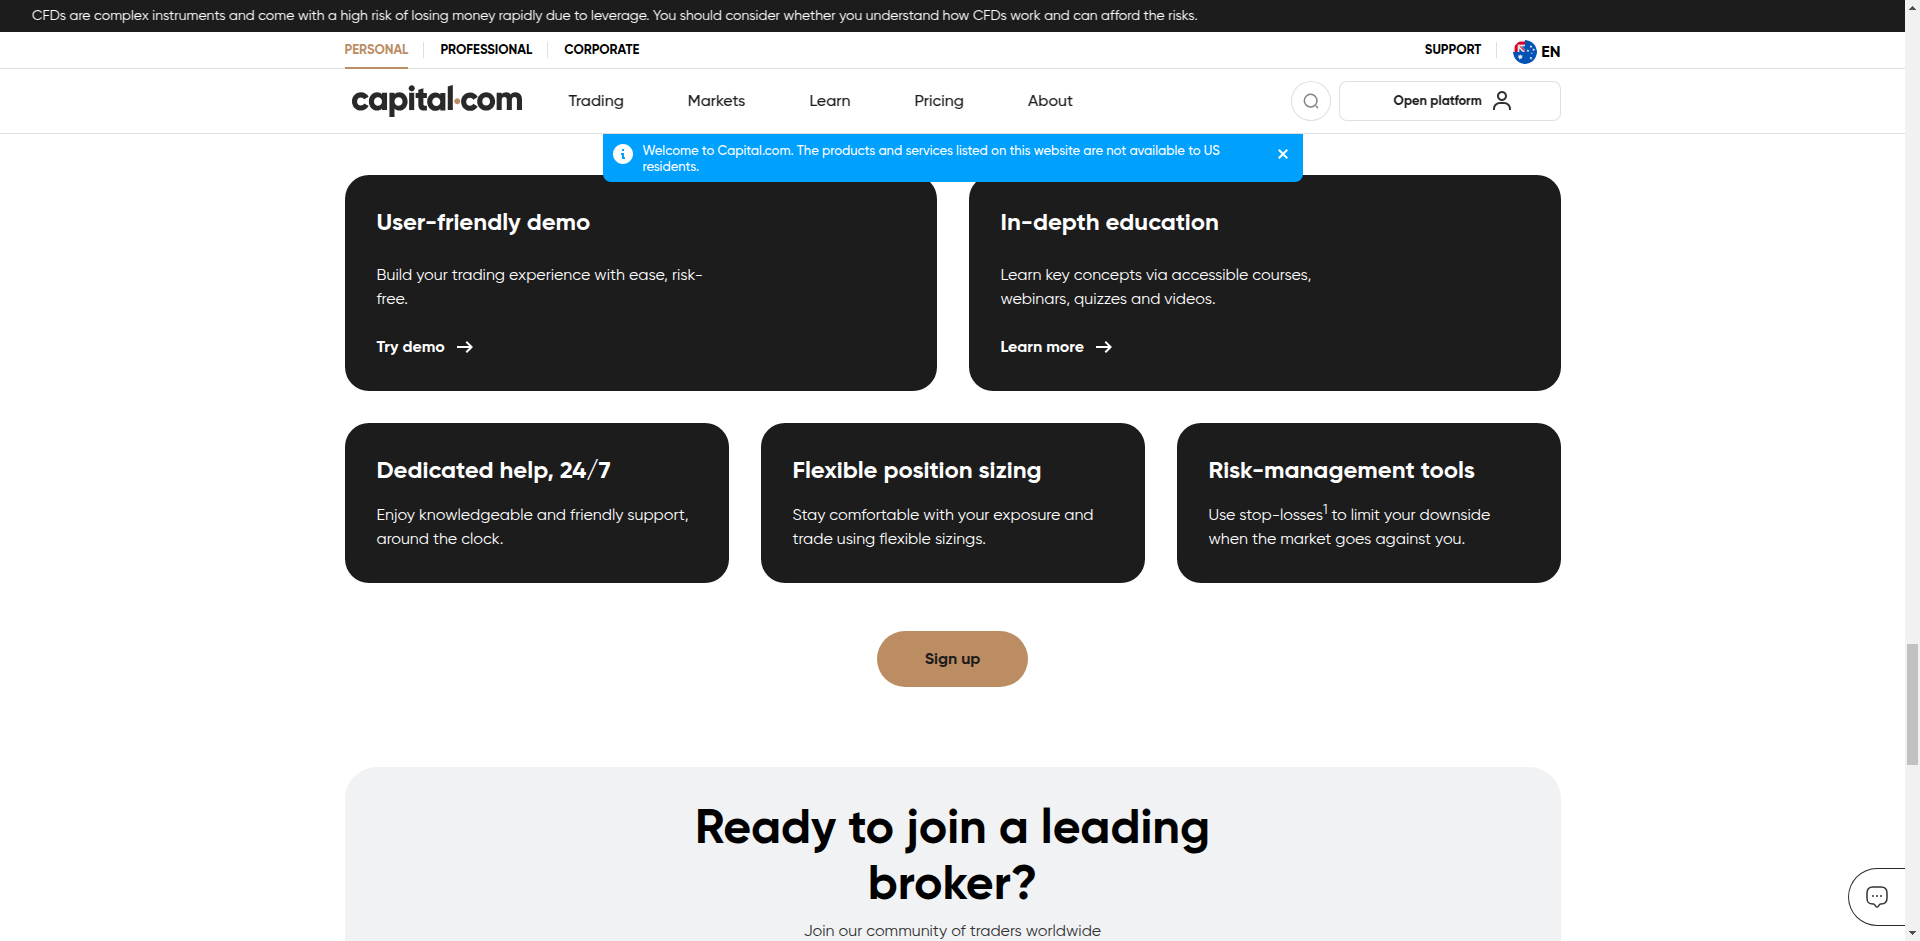 CFDs are complex instruments and come with a high risk of losing money rapidly due to leverage. You should consider whether you understand how CFDs work and can afford the risks.
PERSONAL
PROFESSIONAL
CORPORATE
SUPPORT
EN
capital.com
Trading
Markets
Learn
Pricing
About
Open platform
Welcome to Capital.com. The products and services listed on this website are not available to US
residents.
User-friendly demo
Build your trading experience with ease, risk-
free.
Try demo
In-depth education
Learn key concepts via accessible courses,
webinars, quizzes and videos.
Learn more
Dedicated help, 24/7
Enjoy knowledgeable and friendly support,
around the clock.
Flexible position sizing
Stay comfortable with your exposure and
trade using flexible sizings.
Risk-management tools
Use stop-losses1 to limit your downside
when the market goes against you.
Sign up
Ready to join a leading
broker?
Join our community of traders worldwide